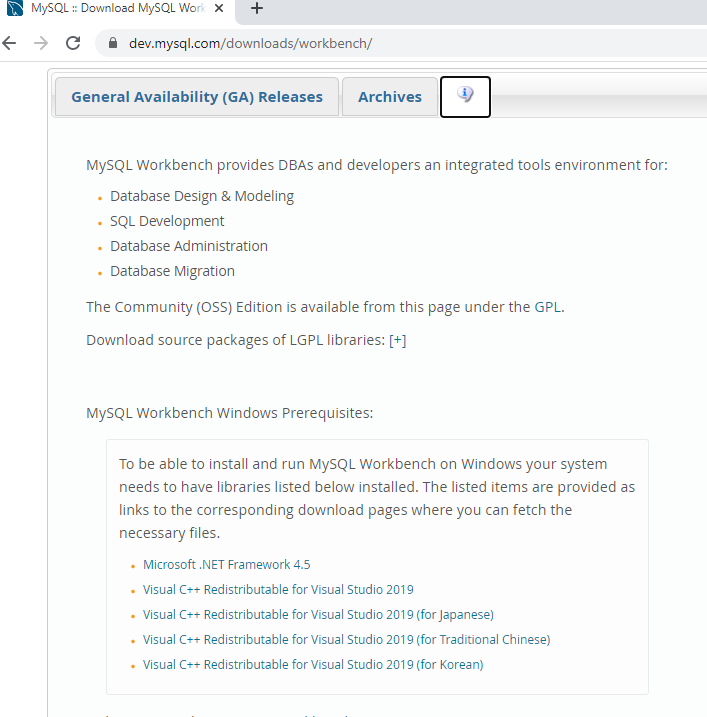 MySQL :: Download MySQL Work
dev.mysql.com/downloads/workbench/
General Availability (GA) Releases
Archives
MySQL Workbench provides DBAs and developers an integrated tools environment for:
Database Design & Modeling
SQL Development
Database Administration
Database Migration
The Community (OSS) Edition is available from this page under the GPL.
Download source packages of LGPL libraries: [+]
MySQL Workbench Windows Prerequisites:
To be able to install and run MySQL Workbench on Windows your system
needs to have libraries listed below installed. The listed items are provided as
links to the corresponding download pages where you can fetch the
necessary files.
Microsoft .NET Framework 4.5
Visual C++ Redistributable for Visual Studio 2019
Visual C++ Redistributable for Visual Studio 2019 (for Japanese)
Visual C++ Redistributable for Visual Studio 2019 (for Traditional Chinese)
Visual C++ Redistributable for Visual Studio 2019 (for Korean)